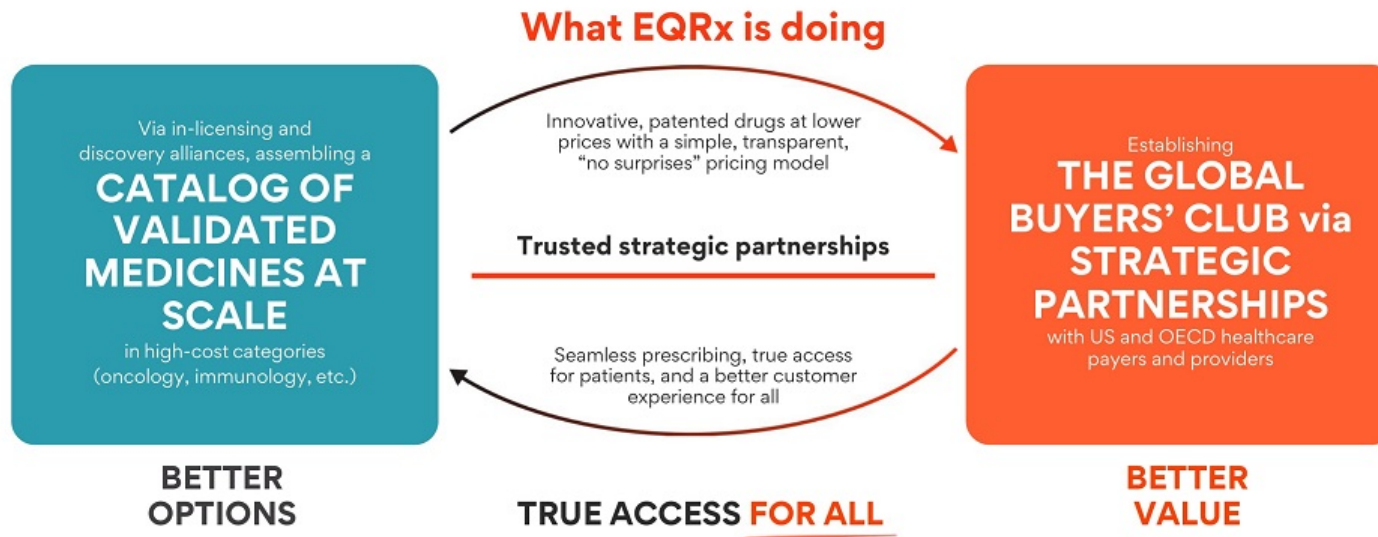 What EQRx is doing
Via in-licensing and
discovery alliances, assembling a
CATALOG OF
VALIDATED
MEDICINES AT
SCALE
in high-cost categories
(oncology, immunology, etc.)
BETTER
OPTIONS
Innovative, patented drugs at lower
prices with a simple, transparent,
“no surprises” pricing model
Trusted strategic partnerships
Seamless prescribing, true access
for patients, and a better customer
experience for all
TRUE ACCESS FOR ALL
Establishing
THE GLOBAL
BUYERS’ CLUB via
STRATEGIC
PARTNERSHIPS
with US and OECD healthcare
payers and providers
BETTER
VALUE